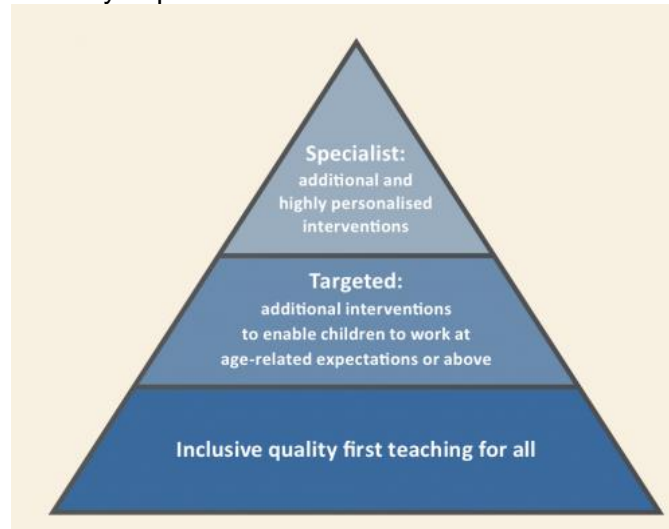 Specialist:
additional and
highly personalised
interventions
Targeted:
additional interventions
to enable children to work at
age-related expectations or above
Inclusive quality first teaching for all